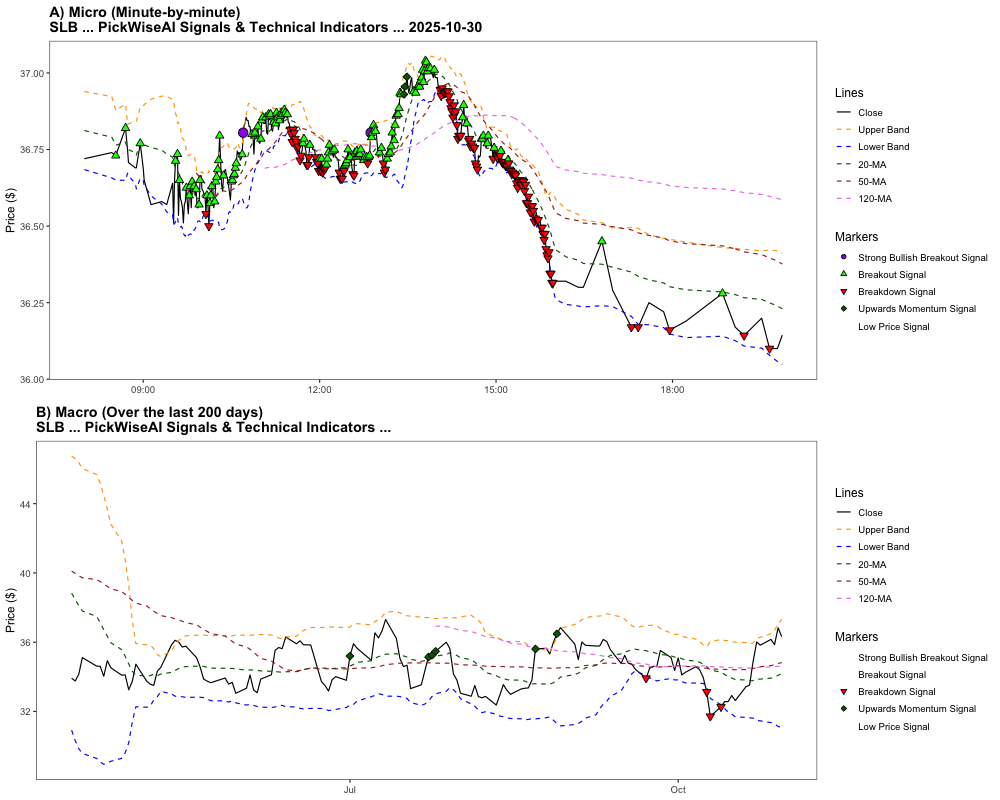 A) Micro (Minute-by-minute)
SLB ... PickWiseAI Signals & Technical Indicators ... 2025-10-30
Price ($)
37.00
36.75
36.50
36.25
36.00
09:00
12:00
15:00
18:00
Lines
Close
Upper Band
Lower Band
20-MA
50-MA
120-MA
Markers
Strong Bullish Breakout Signal
Breakout Signal
Breakdown Signal
Upwards Momentum Signal
Low Price Signal
B) Macro (Over the last 200 days)
SLB ... PickWiseAI Signals & Technical Indicators ...
Price ($)
44
40
36
32
Jul
Oct
Lines
Close
Upper Band
Lower Band
20-MA
50-MA
120-MA
Markers
Strong Bullish Breakout Signal
Breakout Signal
Breakdown Signal
Upwards Momentum Signal
Low Price Signal